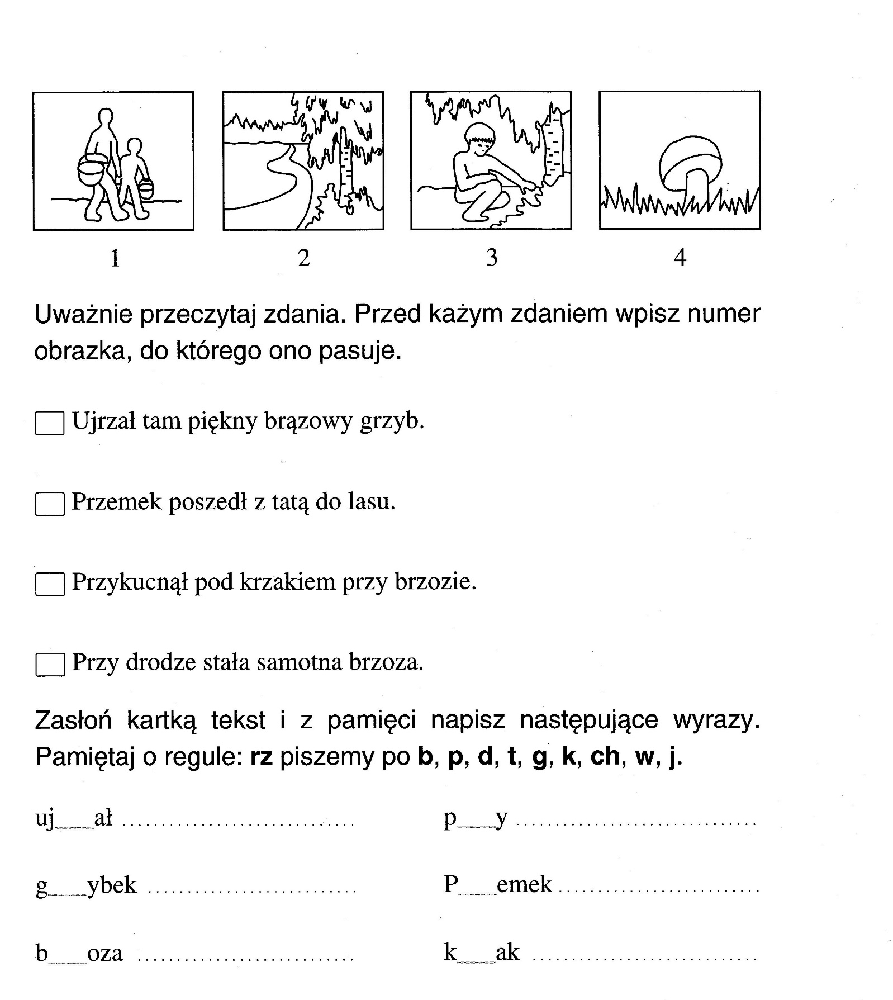 1 2 3 4
Uważnie przeczytaj zdania. Przed każym zdaniem wpisz numer
obrazka, do którego ono pasuje.
Ujrzał tam piękny brązowy grzyb.
Przemek poszedł z tatą do lasu.
Przykucnął pod krzakiem przy brzozie.
Przy drodze stała samotna brzoza.
Zasłoń kartką tekst i z pamięci napisz następujące wyrazy.
Pamiętaj o regule: rz piszemy po b, p, d, t, g, k, ch, w, j.
uj___ał .............................. p___y ...............................
g___ybek ........................... P___emek ..........................
b___oza ............................ k___ak .............................